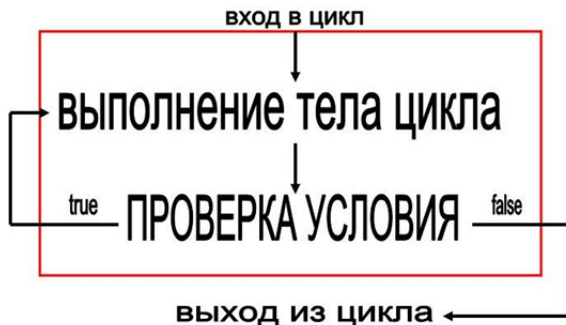 вход в цикл
выполнение тела цикла
true ПРОВЕРКА УСЛОВИЯ false
выход из цикла